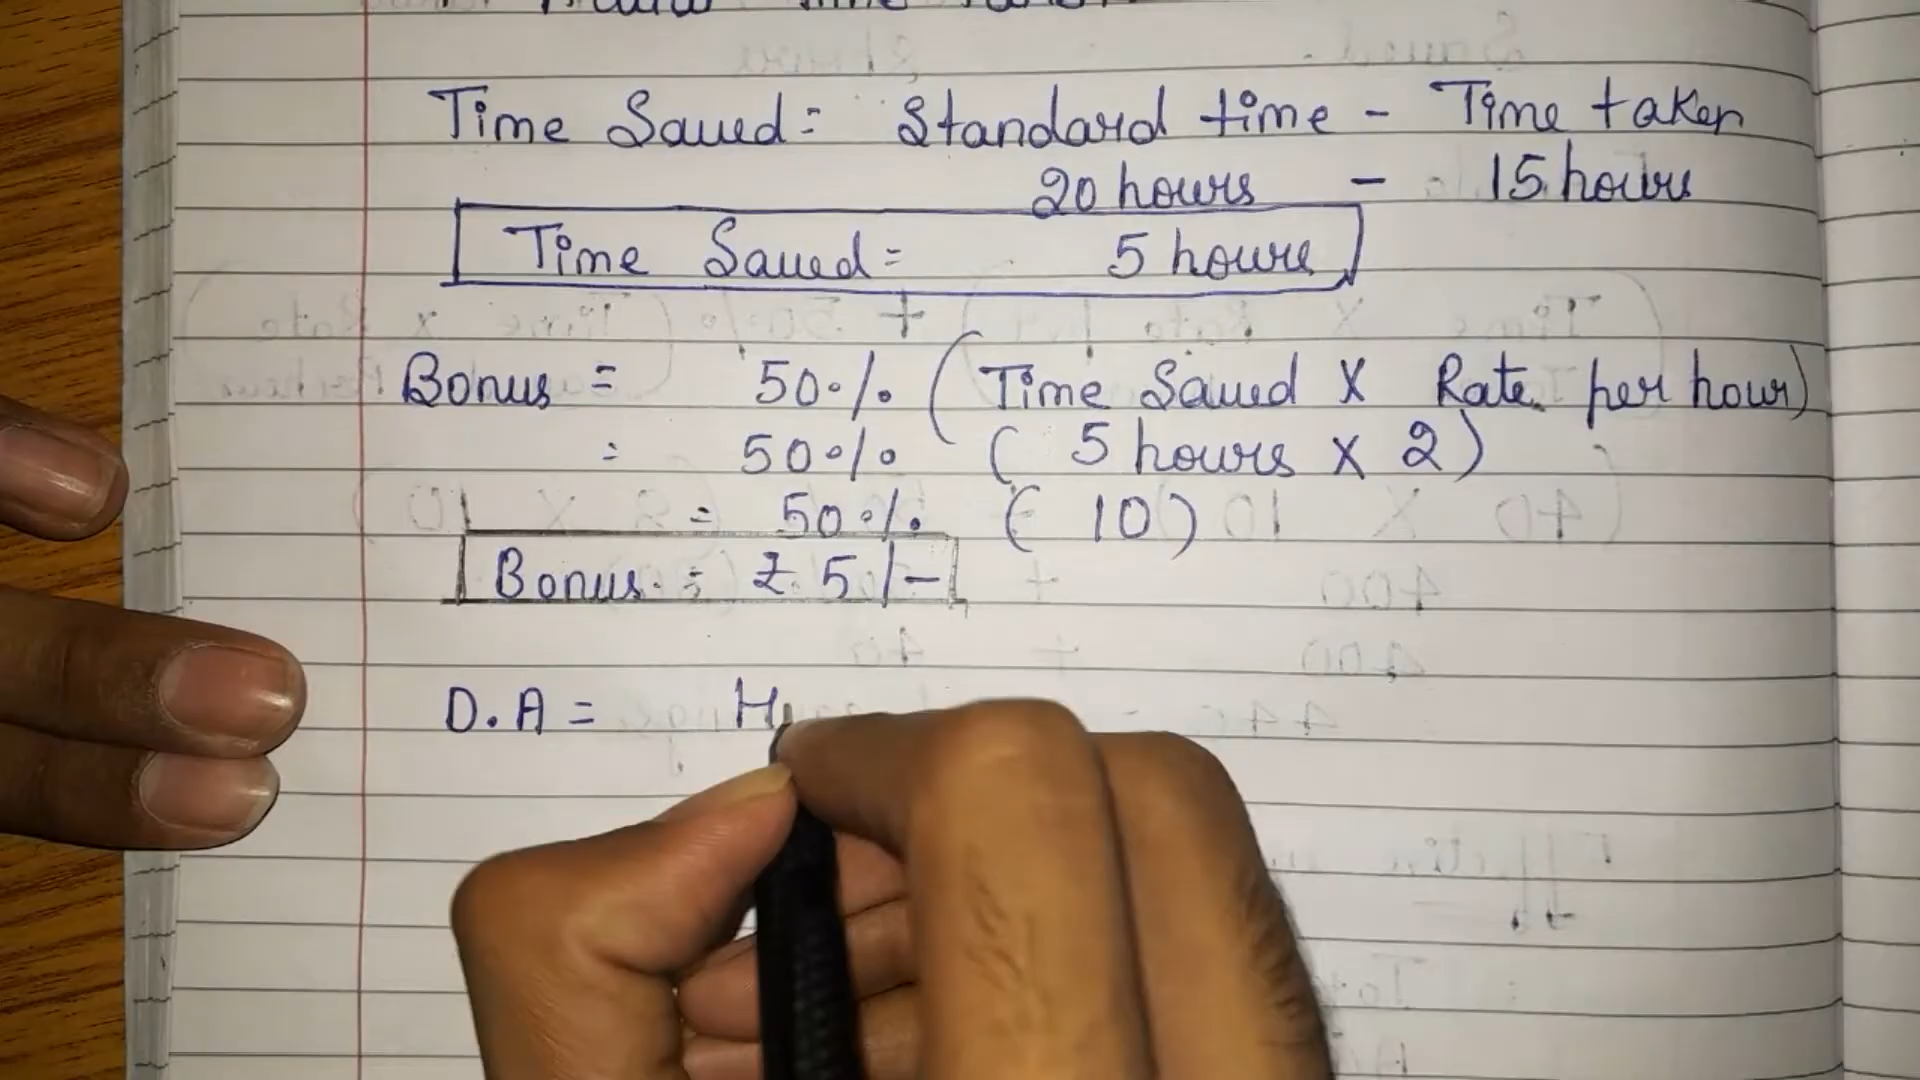 Time Saved = Standard time - Time taken
20 hours - 15 hours
Time Saved = 5 hours
Bonus = 50% (Time Saved X Rate per hour)
= 50% (5 hours X 2)
= 50% (10)
Bonus = ₹ 5/-
D.A = H